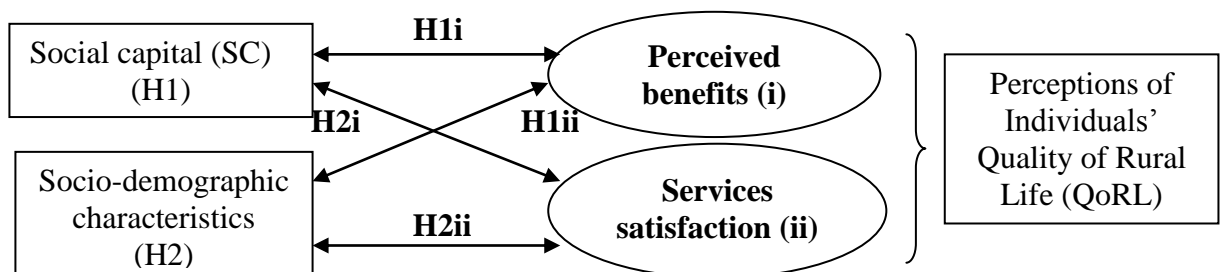 Social capital (SC)
(H1)
H1i
Perceived
benefits (i)
H2i
H1ii
Socio-demographic
characteristics
(H2)
H2ii
Services
satisfaction (ii)
Perceptions of
Individuals’
Quality of Rural
Life (QoRL)